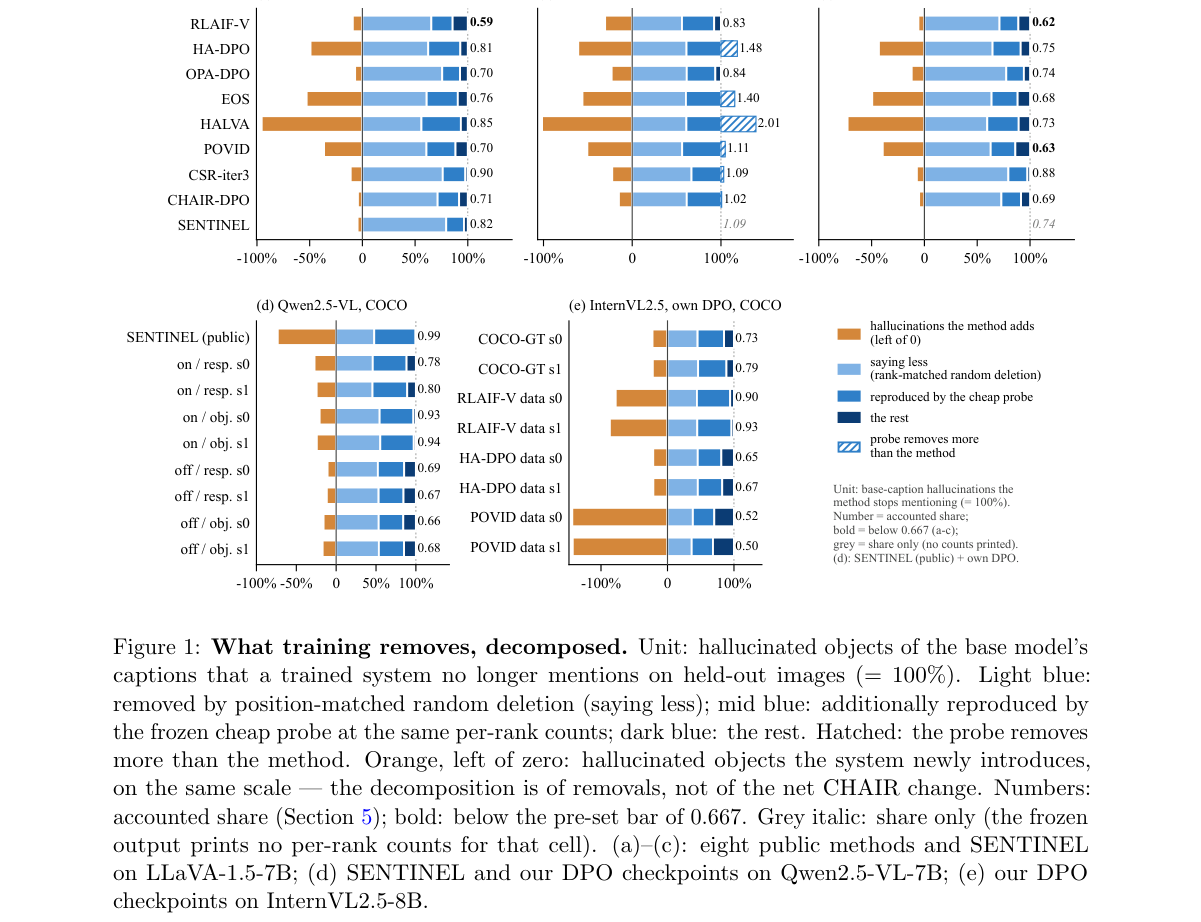 RLAIF-V 0.59 0.83 0.62
HA-DPO 0.81 1.48 0.75
OPA-DPO 0.70 0.84 0.74
EOS 0.76 1.40 0.68
HALVA 0.85 2.01 0.73
POVID 0.70 1.11 0.63
CSR-iter3 0.90 1.09 0.88
CHAIR-DPO 0.71 1.02 0.69
SENTINEL 0.82 1.09 0.74
-100% -50% 0 50% 100% -100% 0 100% -100% -50% 0 50% 100%
(d) Qwen2.5-VL, COCO
SENTINEL (public) 0.99
on / resp. s0 0.78
on / resp. s1 0.80
on / obj. s0 0.93
on / obj. s1 0.94
off / resp. s0 0.69
off / resp. s1 0.67
off / obj. s0 0.66
off / obj. s1 0.68
-100% -50% 0 50% 100%
(e) InternVL2.5, own DPO, COCO
COCO-GT s0 0.73
COCO-GT s1 0.79
RLAIF-V data s0 0.90
RLAIF-V data s1 0.93
HA-DPO data s0 0.65
HA-DPO data s1 0.67
POVID data s0 0.52
POVID data s1 0.50
-100% 0 100%
hallucinations the method adds
(left of 0)
saying less
(rank-matched random deletion)
reproduced by the cheap probe
the rest
probe removes more
than the method
Unit: base-caption hallucinations the
method stops mentioning (= 100%).
Number = accounted share;
bold = below 0.667 (a-c);
grey = share only (no counts printed).
(d): SENTINEL (public) + own DPO.
Figure 1: What training removes, decomposed. Unit: hallucinated objects of the base model's
captions that a trained system no longer mentions on held-out images (= 100%). Light blue:
removed by position-matched random deletion (saying less); mid blue: additionally reproduced by
the frozen cheap probe at the same per-rank counts; dark blue: the rest. Hatched: the probe removes
more than the method. Orange, left of zero: hallucinated objects the system newly introduces,
on the same scale — the decomposition is of removals, not of the net CHAIR change. Numbers:
accounted share (Section 5); bold: below the pre-set bar of 0.667. Grey italic: share only (the frozen
output prints no per-rank counts for that cell). (a)–(c): eight public methods and SENTINEL
on LLaVA-1.5-7B; (d) SENTINEL and our DPO checkpoints on Qwen2.5-VL-7B; (e) our DPO
checkpoints on InternVL2.5-8B.